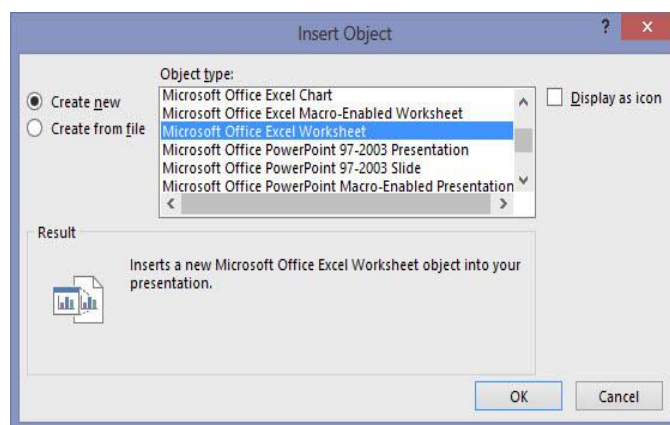 Insert Object
? x
Object type:
Create new
Create from file
Microsoft Office Excel Chart
Microsoft Office Excel Macro-Enabled Worksheet
Microsoft Office Excel Worksheet
Microsoft Office PowerPoint 97-2003 Presentation
Microsoft Office PowerPoint 97-2003 Slide
Microsoft Office PowerPoint Macro-Enabled Presentation
Display as icon
Result
Inserts a new Microsoft Office Excel Worksheet object into your
presentation.
OK
Cancel